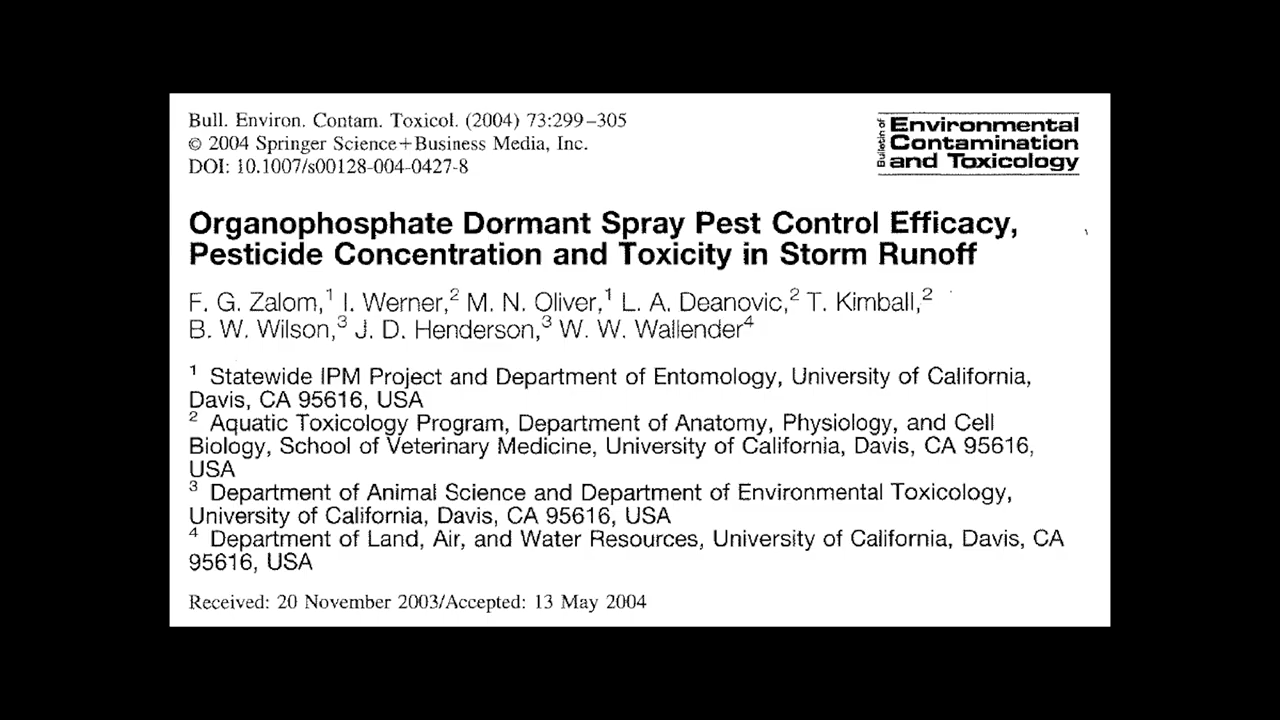 Bull. Environ. Contam. Toxicol. (2004) 73:299–305
© 2004 Springer Science+Business Media, Inc.
DOI: 10.1007/s00128-004-0427-8
Bulletin of
Environmental
Contamination
and Toxicology
Organophosphate Dormant Spray Pest Control Efficacy,
Pesticide Concentration and Toxicity in Storm Runoff
F. G. Zalom,¹ I. Werner,² M. N. Oliver,¹ L. A. Deanovic,² T. Kimball,²
B. W. Wilson,³ J. D. Henderson,³ W. W. Wallender⁴
¹ Statewide IPM Project and Department of Entomology, University of California,
Davis, CA 95616, USA
² Aquatic Toxicology Program, Department of Anatomy, Physiology, and Cell
Biology, School of Veterinary Medicine, University of California, Davis, CA 95616,
USA
³ Department of Animal Science and Department of Environmental Toxicology,
University of California, Davis, CA 95616, USA
⁴ Department of Land, Air, and Water Resources, University of California, Davis, CA
95616, USA
Received: 20 November 2003/Accepted: 13 May 2004